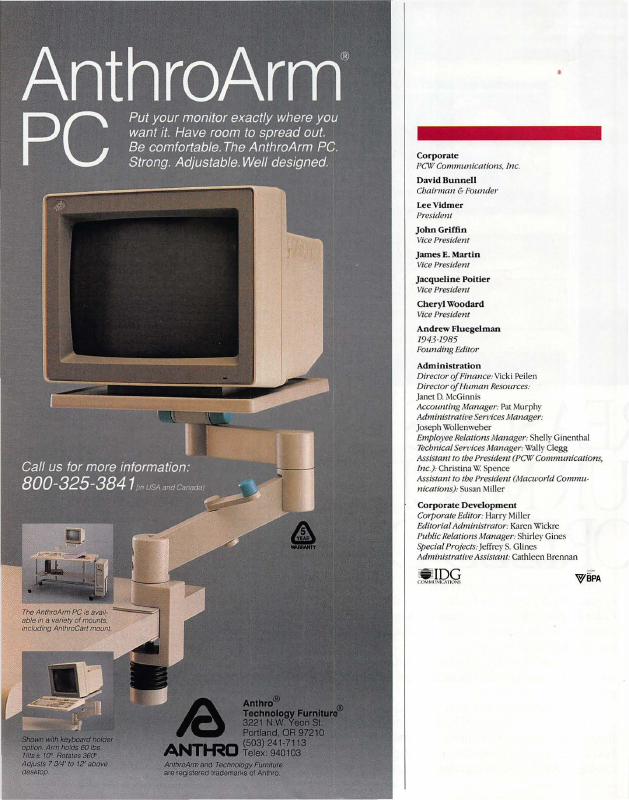 AnthroArm®
PC
Put your monitor exactly where you
want it. Have room to spread out.
Be comfortable. The AnthroArm PC.
Strong. Adjustable. Well designed.
Call us for more information:
800-325-3841 (in USA and Canada)
5
YEAR
WARRANTY
The AnthroArm PC is avail-
able in a variety of mounts,
including AnthroCart mount.
Shown with keyboard holder
option. Arm holds 60 lbs.
Tilts ± 10°. Rotates 360°.
Adjusts 7 3/4" to 12" above
desktop.
ANTHRO
Anthro®
Technology Furniture®
3221 N.W. Yeon St.
Portland, OR 97210
(503) 241-7113
Telex: 940103
AnthroArm and Technology Furniture
are registered trademarks of Anthro.
Corporate
PCW Communications, Inc.
David Bunnell
Chairman & Founder
Lee Vidmer
President
John Griffin
Vice President
James E. Martin
Vice President
Jacqueline Poitier
Vice President
Cheryl Woodard
Vice President
Andrew Fluegelman
1943-1985
Founding Editor
Administration
Director of Finance: Vicki Peilen
Director of Human Resources:
Janet D. McGinnis
Accounting Manager: Pat Murphy
Administrative Services Manager:
Joseph Wollenweber
Employee Relations Manager: Shelly Ginenthal
Technical Services Manager: Wally Clegg
Assistant to the President (PCW Communications,
Inc.): Christina W. Spence
Assistant to the President (Macworld Commu-
nications): Susan Miller
Corporate Development
Corporate Editor: Harry Miller
Editorial Administrator: Karen Wickre
Public Relations Manager: Shirley Gines
Special Projects: Jeffrey S. Glines
Administrative Assistant: Cathleen Brennan
IDG
COMMUNICATIONS
BPA